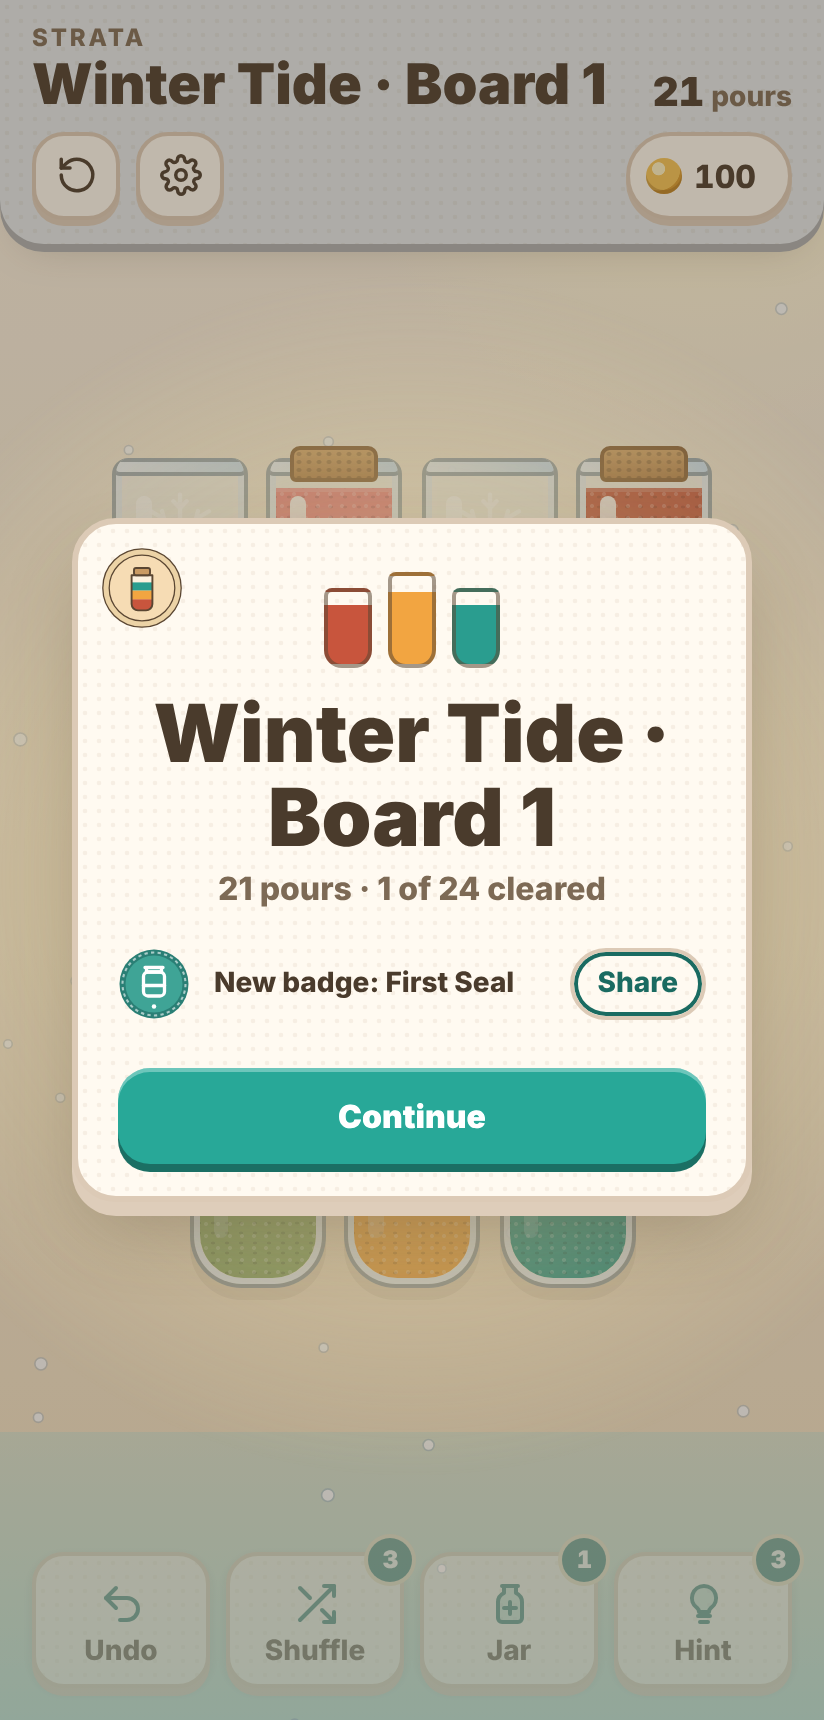 STRATA
Winter Tide · Board 1
21 pours
100
Winter Tide ·
Board 1
21 pours · 1 of 24 cleared
New badge: First Seal
Share
Continue
3
1
3
Undo
Shuffle
Jar
Hint